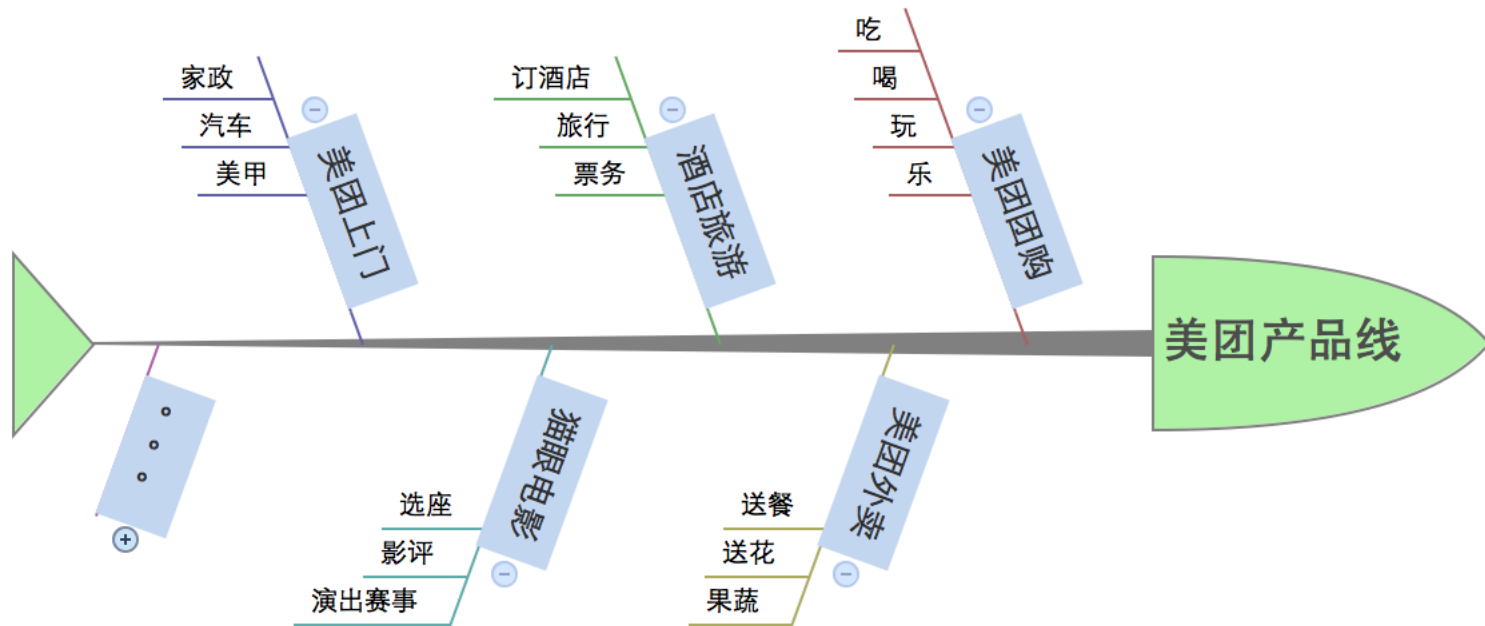 家政
汽车
美甲
美团上门
订酒店
旅行
票务
酒店旅游
吃
喝
玩
乐
美团团购
美团产品线
。。。
选座
影评
演出赛事
猫眼电影
送餐
送花
果蔬
美团外卖